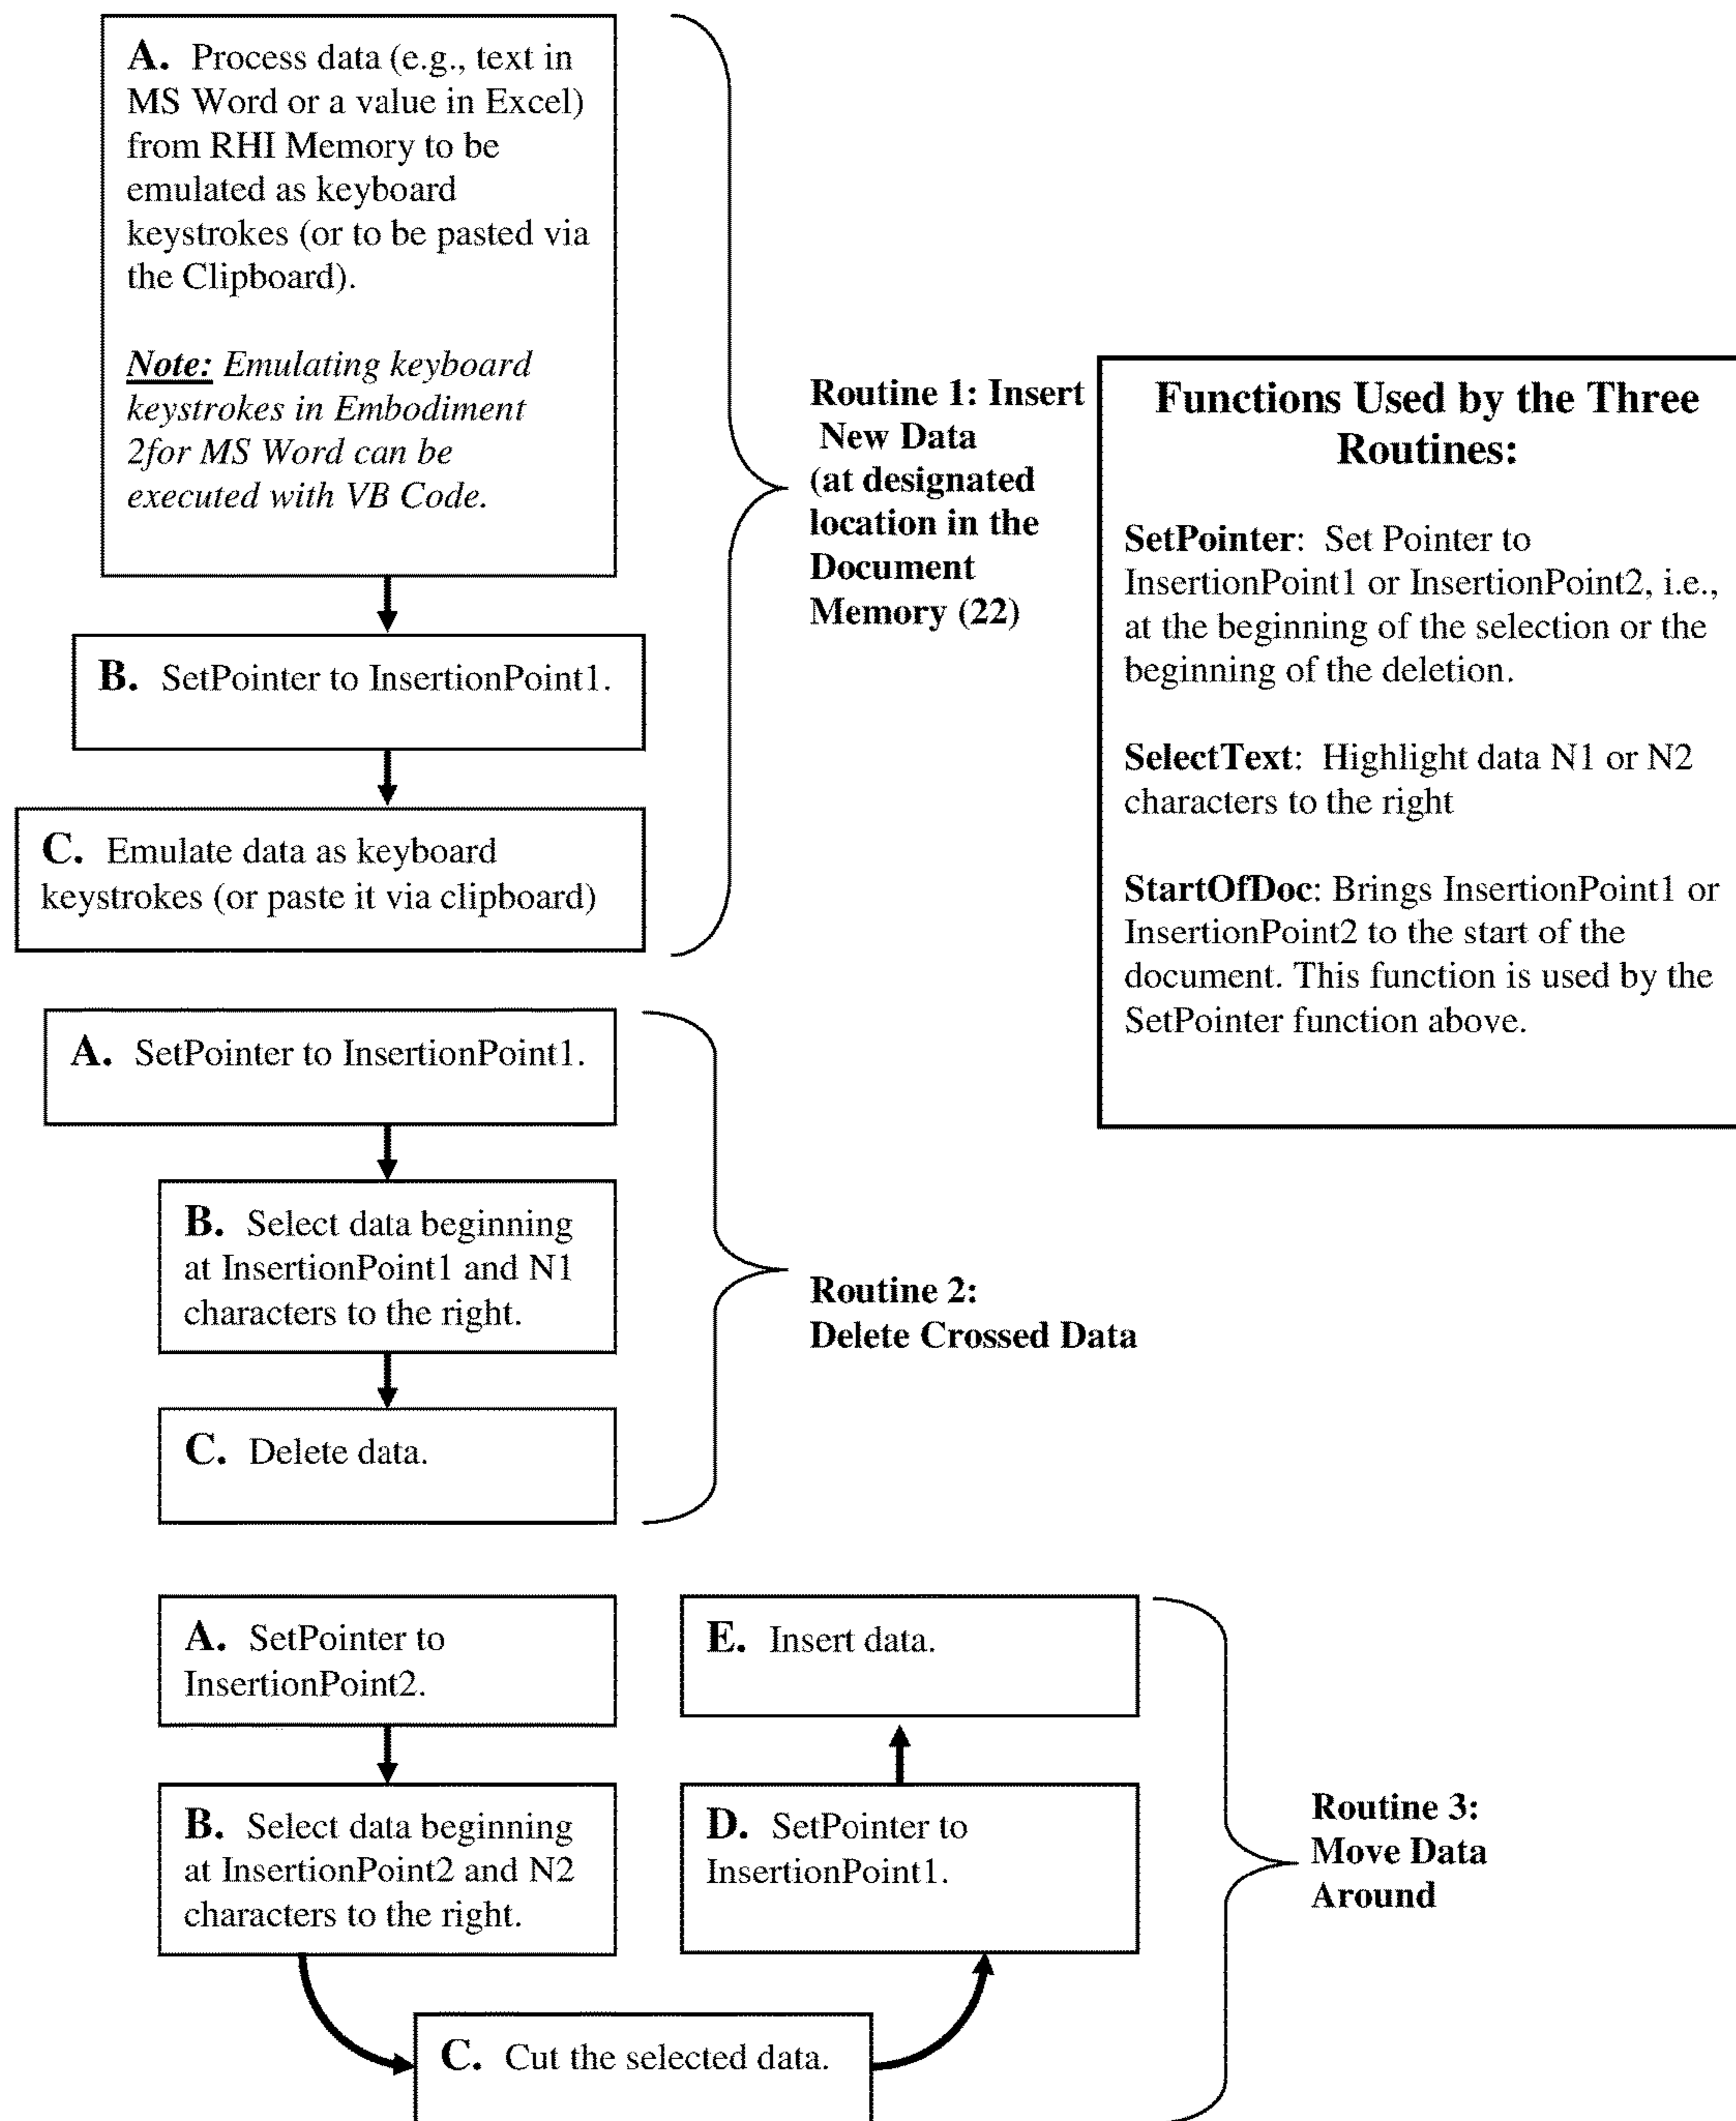 A. Process data (e.g., text in
MS Word or a value in Excel)
from RHI Memory to be
emulated as keyboard
keystrokes (or to be pasted via
the Clipboard).
Note: Emulating keyboard
keystrokes in Embodiment
2for MS Word can be
executed with VB Code.
B. SetPointer to InsertionPoint1.
C. Emulate data as keyboard
keystrokes (or paste it via clipboard)
Routine 1: Insert
New Data
(at designated
location in the
Document
Memory (22)
Functions Used by the Three
Routines:
SetPointer: Set Pointer to
InsertionPoint1 or InsertionPoint2, i.e.,
at the beginning of the selection or the
beginning of the deletion.
SelectText: Highlight data N1 or N2
characters to the right
StartOfDoc: Brings InsertionPoint1 or
InsertionPoint2 to the start of the
document. This function is used by the
SetPointer function above.
A. SetPointer to InsertionPoint1.
B. Select data beginning
at InsertionPoint1 and N1
characters to the right.
C. Delete data.
Routine 2:
Delete Crossed Data
A. SetPointer to
InsertionPoint2.
B. Select data beginning
at InsertionPoint2 and N2
characters to the right.
C. Cut the selected data.
D. SetPointer to
InsertionPoint1.
E. Insert data.
Routine 3:
Move Data
Around